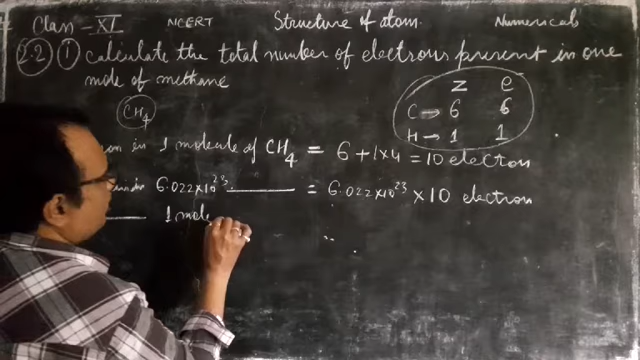 Class - XI NCERT Structure of atom. Numericals
2.2 1 calculate the total number of electrons present in one
mole of methane
CH4
Z e
C → 6 6
H → 1 1
in 1 molecule of CH4 = 6 + 1×4 = 10 electron
6.022×10^23 = 6.022×10^23 × 10 electron
1 mole